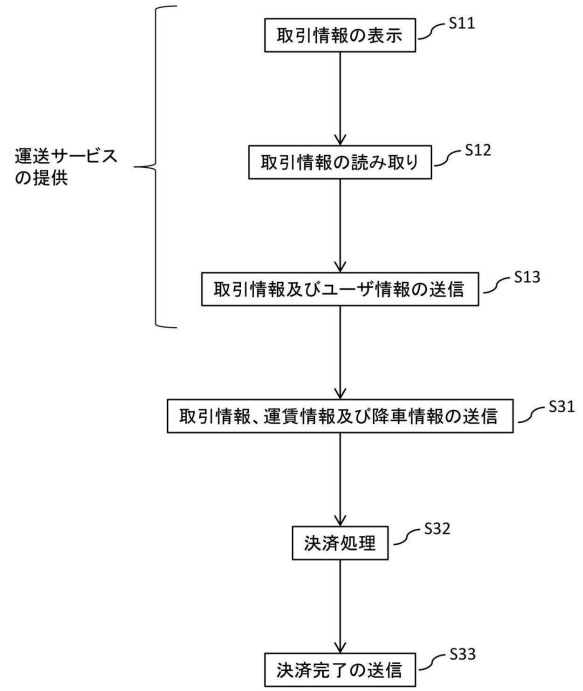 取引情報の表示
S11
運送サービス
の提供
取引情報の読み取り
S12
取引情報及びユーザ情報の送信
S13
取引情報、運賃情報及び降車情報の送信
S31
決済処理
S32
決済完了の送信
S33